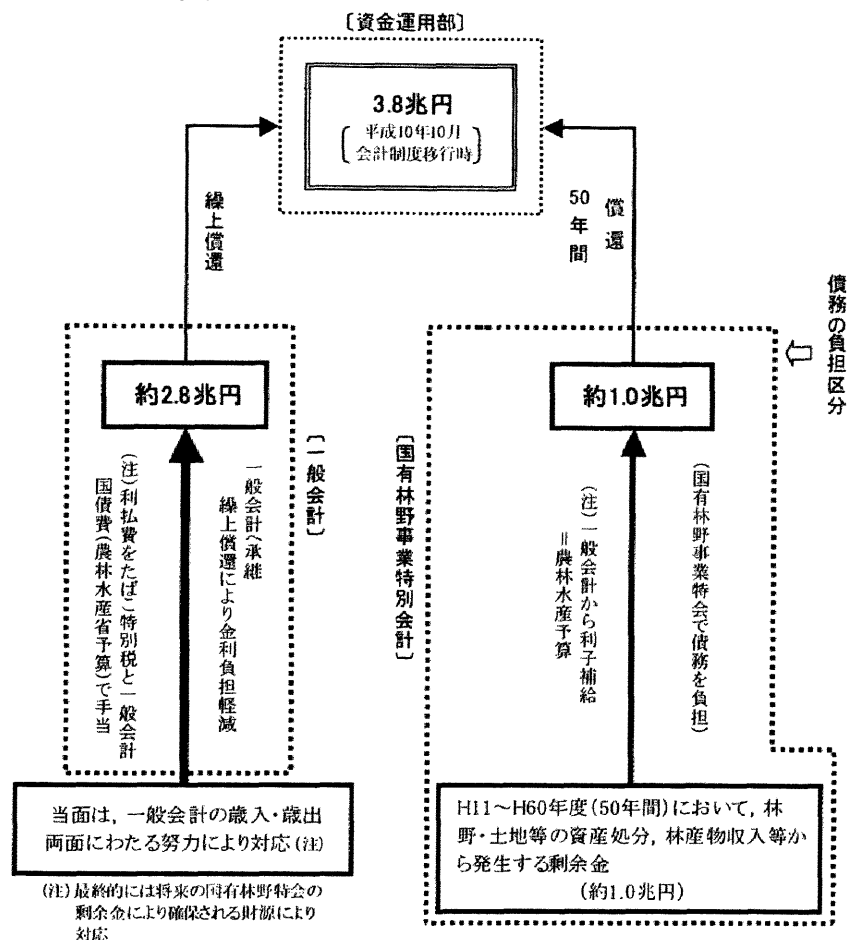 〔資金運用部〕
3.8兆円
平成10年10月
会計制度移行時
繰上償還
償還
50年間
債務の負担区分
約2.8兆円
約1.0兆円
〔一般会計〕
一般会計へ承継
繰上償還により金利負担軽減
(注)利払費をたばこ特別税と一般会計
国債費(農林水産省予算)で手当
〔国有林野事業特別会計〕
(国有林野事業特会で債務を負担)
(注)一般会計から利子補給
=農林水産予算
当面は,一般会計の歳入・歳出
両面にわたる努力により対応(注)
(注)最終的には将来の国有林野特会の
剰余金により確保される財源により
対応
H11~H60年度(50年間)において,林
野・土地等の資産処分,林産物収入等か
ら発生する剰余金
(約1.0兆円)